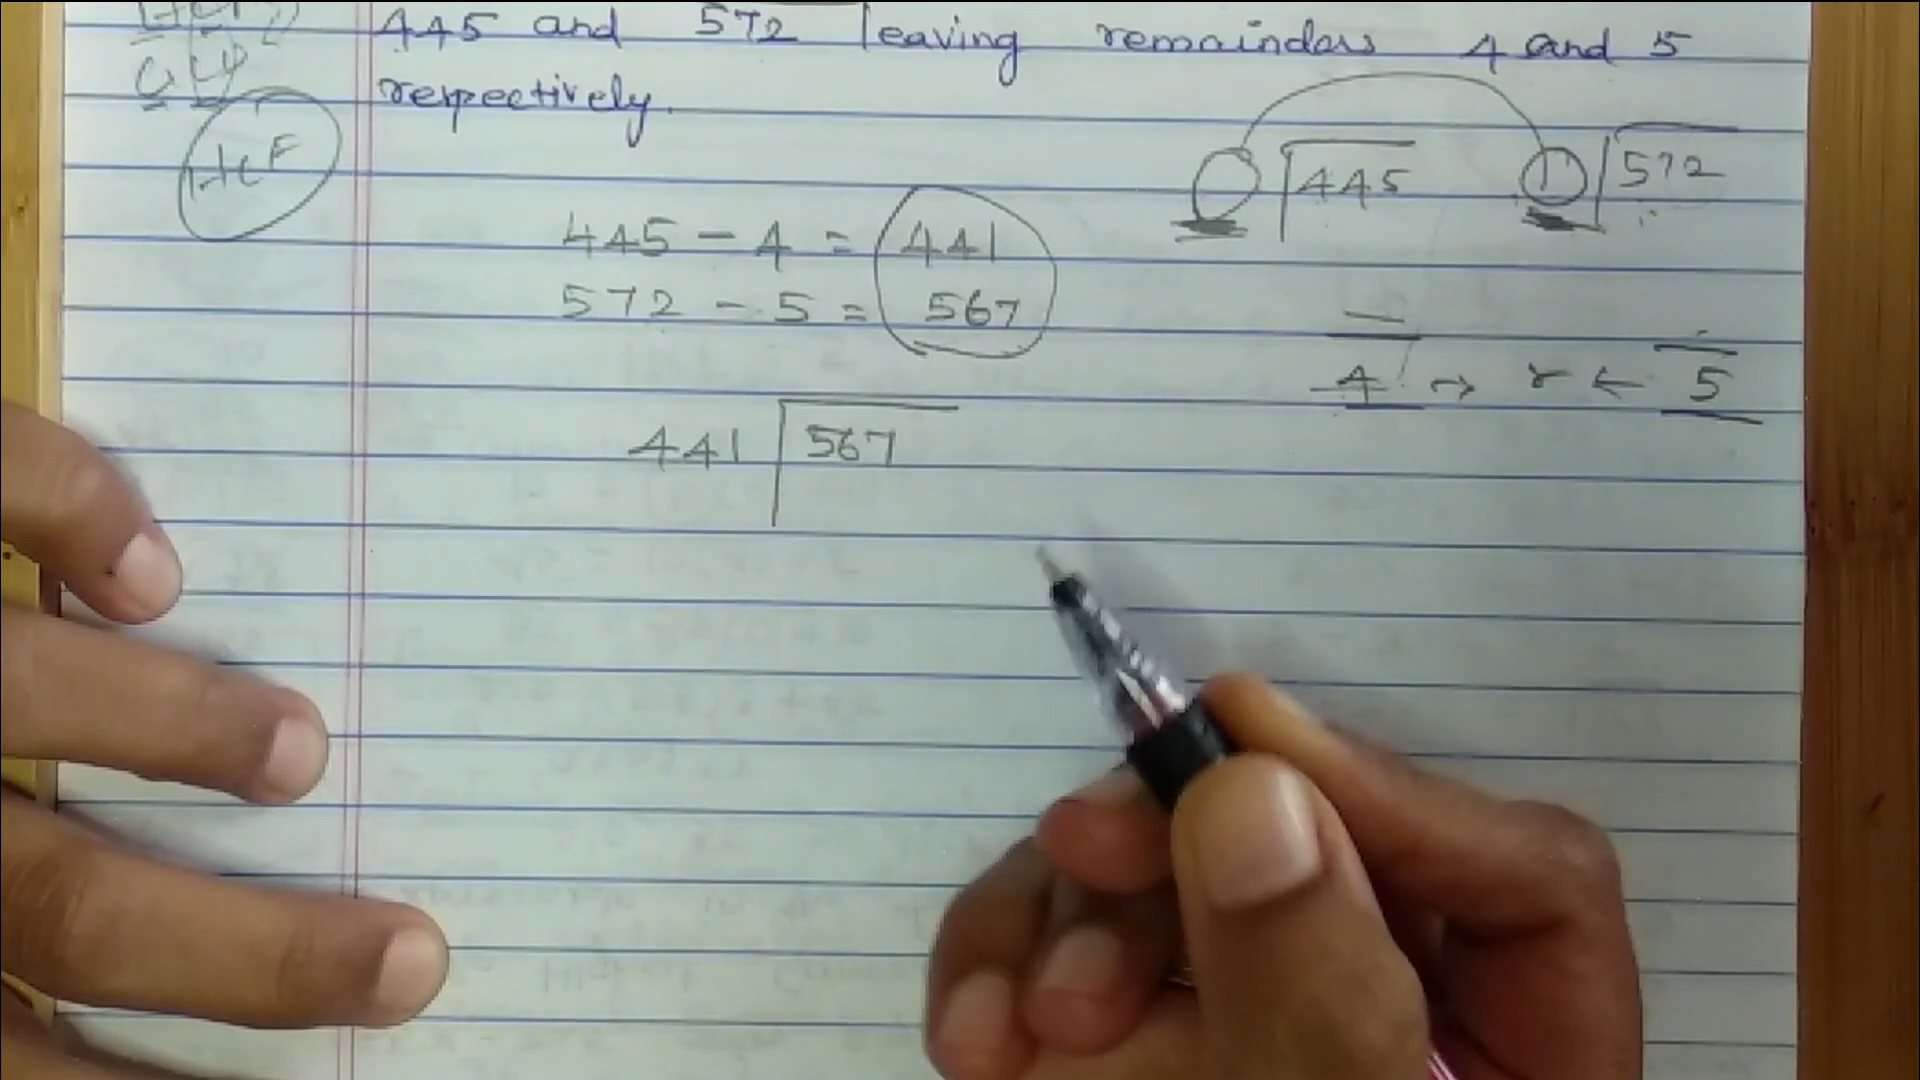 445 and 572 leaving remainders 4 and 5
respectively.
HCF
445 572
445 - 4 = 441
572 - 5 = 567
4 → r ← 5
441 567